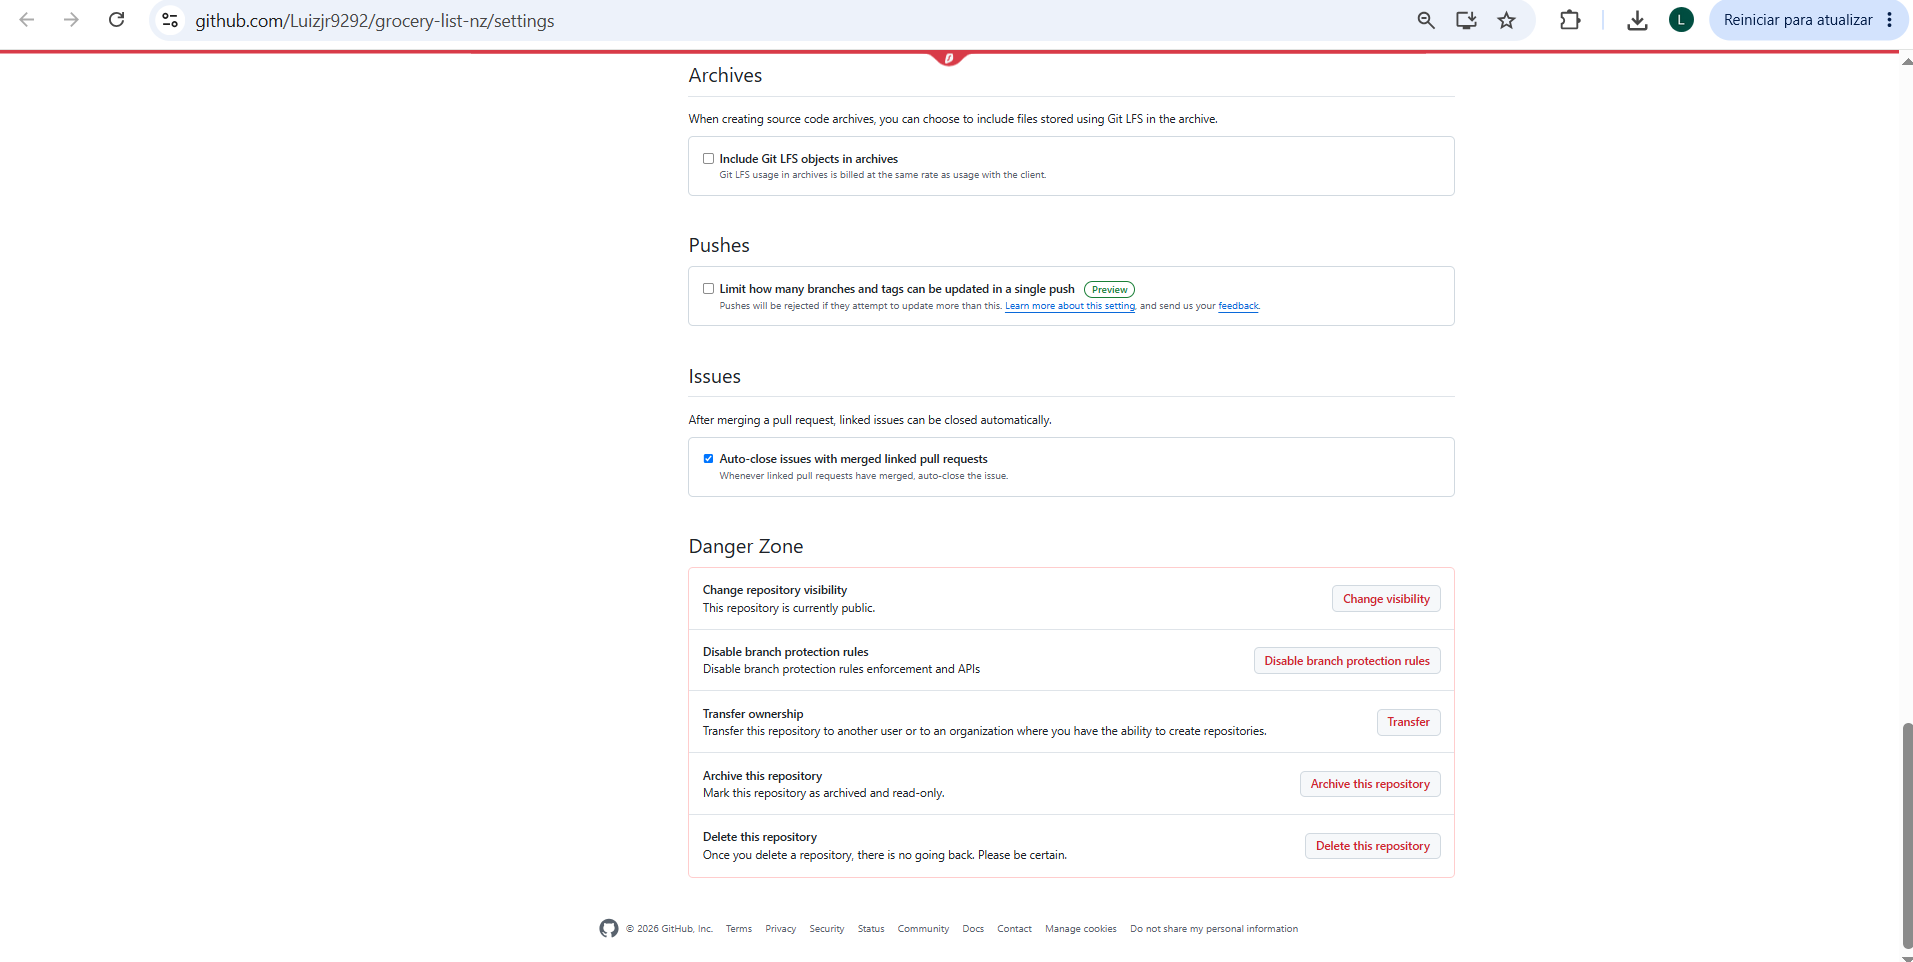 github.com/Luizjr9292/grocery-list-nz/settings
L
Reiniciar para atualizar
Archives
When creating source code archives, you can choose to include files stored using Git LFS in the archive.
Include Git LFS objects in archives
Git LFS usage in archives is billed at the same rate as usage with the client.
Pushes
Limit how many branches and tags can be updated in a single push Preview
Pushes will be rejected if they attempt to update more than this. Learn more about this setting, and send us your feedback.
Issues
After merging a pull request, linked issues can be closed automatically.
Auto-close issues with merged linked pull requests
Whenever linked pull requests have merged, auto-close the issue.
Danger Zone
Change repository visibility
This repository is currently public.
Change visibility
Disable branch protection rules
Disable branch protection rules enforcement and APIs
Disable branch protection rules
Transfer ownership
Transfer this repository to another user or to an organization where you have the ability to create repositories.
Transfer
Archive this repository
Mark this repository as archived and read-only.
Archive this repository
Delete this repository
Once you delete a repository, there is no going back. Please be certain.
Delete this repository
© 2026 GitHub, Inc. Terms Privacy Security Status Community Docs Contact Manage cookies Do not share my personal information